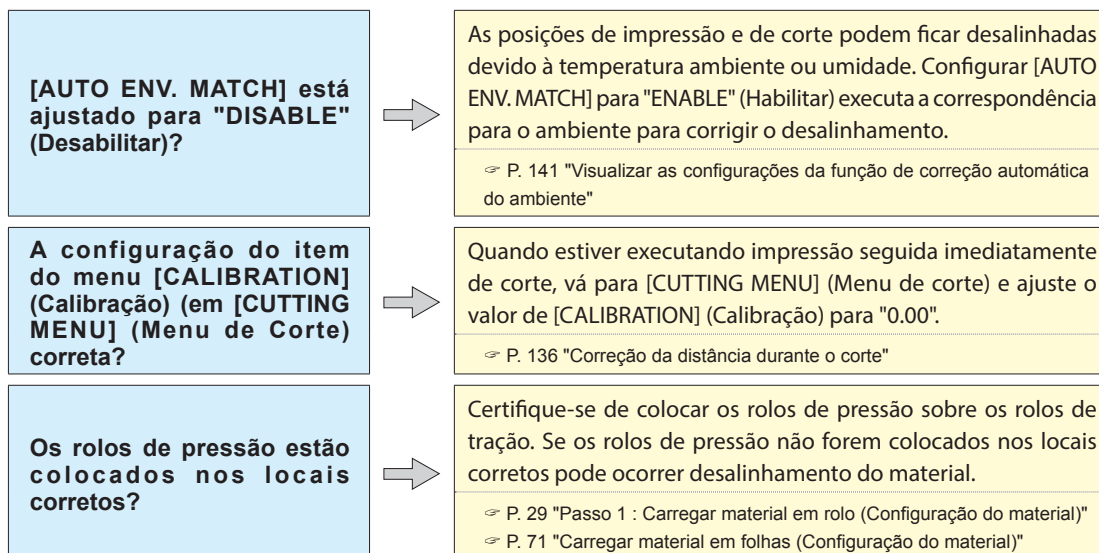 [AUTO ENV. MATCH] está
ajustado para "DISABLE"
(Desabilitar)?
As posições de impressão e de corte podem ficar desalinhadas
devido à temperatura ambiente ou umidade. Configurar [AUTO
ENV. MATCH] para "ENABLE" (Habilitar) executa a correspondência
para o ambiente para corrigir o desalinhamento.
☞ P. 141 "Visualizar as configurações da função de correção automática
do ambiente"
A configuração do item
do menu [CALIBRATION]
(Calibração) (em [CUTTING
MENU] (Menu de Corte)
correta?
Quando estiver executando impressão seguida imediatamente
de corte, vá para [CUTTING MENU] (Menu de corte) e ajuste o
valor de [CALIBRATION] (Calibração) para "0.00".
☞ P. 136 "Correção da distância durante o corte"
Os rolos de pressão estão
colocados nos locais
corretos?
Certifique-se de colocar os rolos de pressão sobre os rolos de
tração. Se os rolos de pressão não forem colocados nos locais
corretos pode ocorrer desalinhamento do material.
☞ P. 29 "Passo 1 : Carregar material em rolo (Configuração do material)"
☞ P. 71 "Carregar material em folhas (Configuração do material)"